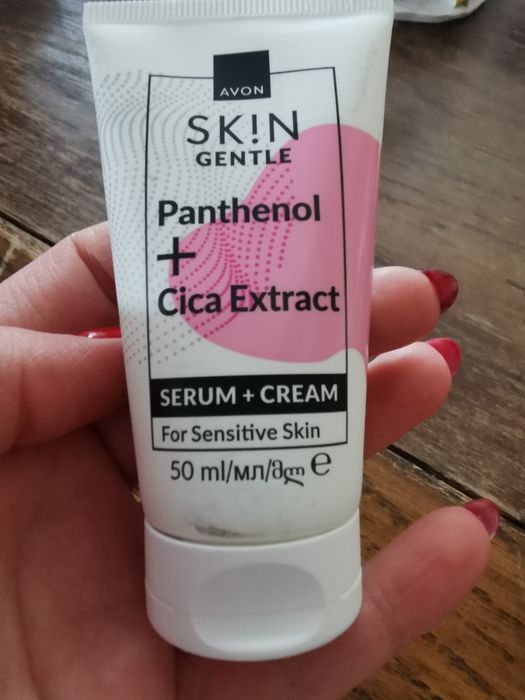 AVON
SK!N
GENTLE
Panthenol
+
Cica Extract
SERUM + CREAM
For Sensitive Skin
50 ml/мл/მლ ℮